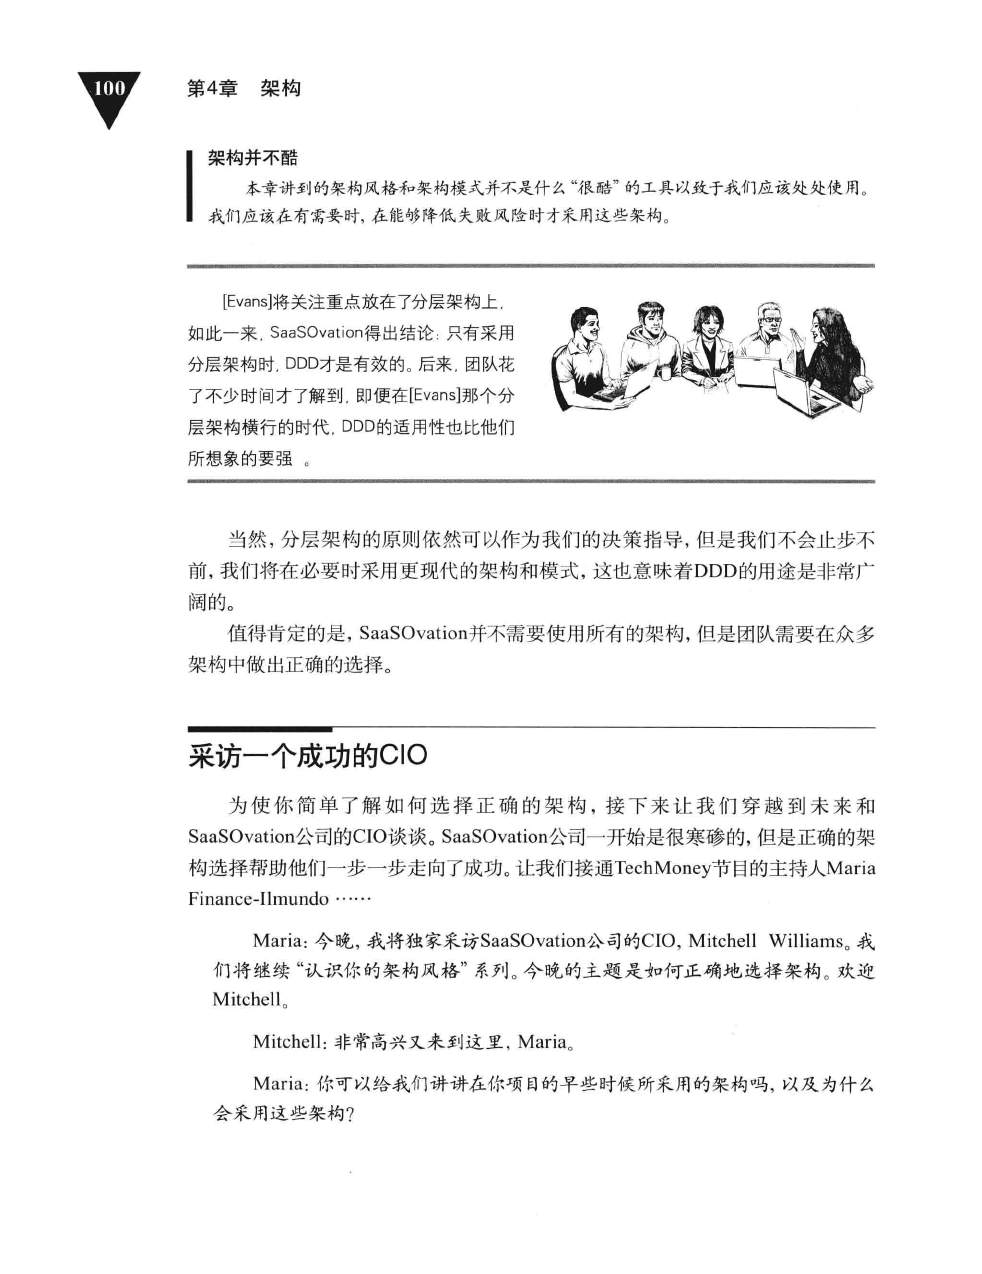 100
第4章 架构
架构并不酷
本章讲到的架构风格和架构模式并不是什么“很酷”的工具以致于我们应该处处使用。
我们应该在有需要时，在能够降低失败风险时才采用这些架构。
[Evans]将关注重点放在了分层架构上，
如此一来，SaaSOvation得出结论：只有采用
分层架构时，DDD才是有效的。后来，团队花
了不少时间才了解到，即便在[Evans]那个分
层架构横行的时代，DDD的适用性也比他们
所想象的要强 。
当然，分层架构的原则依然可以作为我们的决策指导，但是我们不会止步不
前，我们将在必要时采用更现代的架构和模式，这也意味着DDD的用途是非常广
阔的。
值得肯定的是，SaaSOvation并不需要使用所有的架构，但是团队需要在众多
架构中做出正确的选择。
采访一个成功的CIO
为使你简单了解如何选择正确的架构，接下来让我们穿越到未来和
SaaSOvation公司的CIO谈谈。SaaSOvation公司一开始是很寒碜的，但是正确的架
构选择帮助他们一步一步走向了成功。让我们接通TechMoney节目的主持人Maria
Finance-Ilmundo ……
Maria：今晚，我将独家采访SaaSOvation公司的CIO，Mitchell Williams。我
们将继续“认识你的架构风格”系列。今晚的主题是如何正确地选择架构。欢迎
Mitchell。
Mitchell：非常高兴又来到这里，Maria。
Maria：你可以给我们讲讲在你项目的早些时候所采用的架构吗，以及为什么
会采用这些架构？